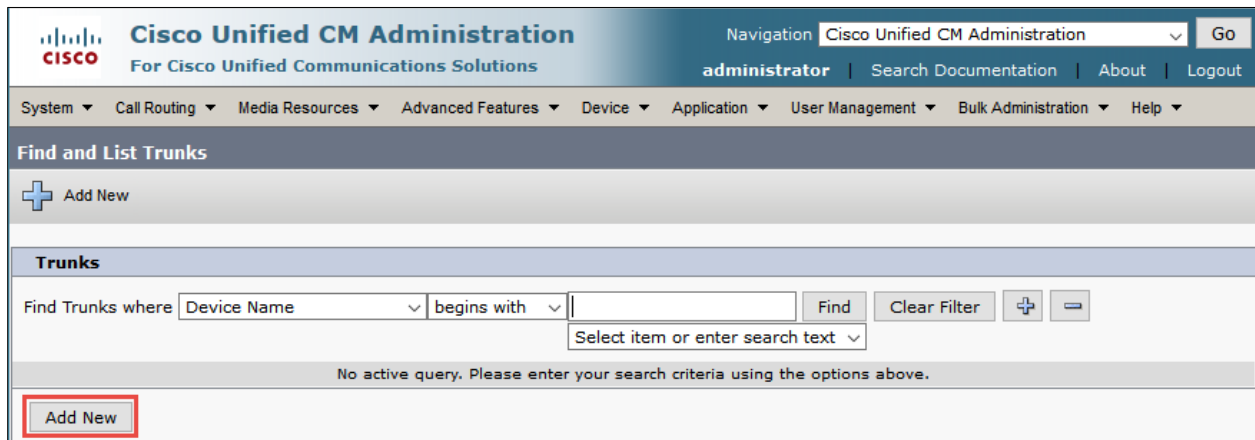 Cisco Unified CM Administration
Navigation Cisco Unified CM Administration Go
CISCO
For Cisco Unified Communications Solutions
administrator | Search Documentation | About | Logout
System Call Routing Media Resources Advanced Features Device Application User Management Bulk Administration Help
Find and List Trunks
Add New
Trunks
Find Trunks where Device Name begins with Find Clear Filter
Select item or enter search text
No active query. Please enter your search criteria using the options above.
Add New